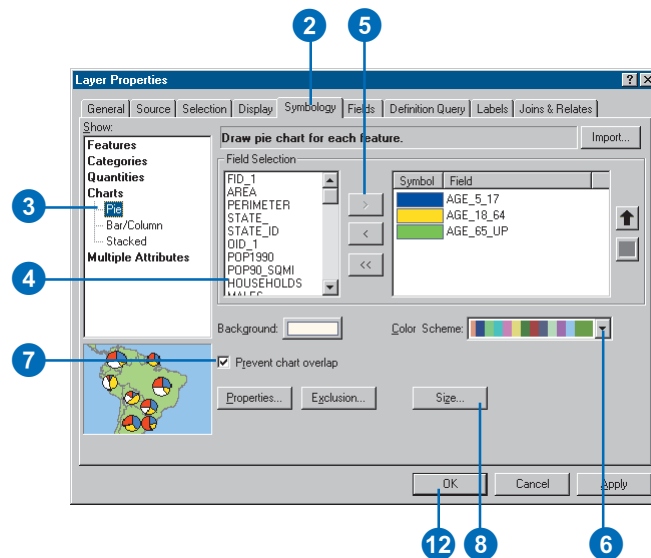 2
5
Layer Properties
? x
General Source Selection Display Symbology Fields Definition Query Labels Joins & Relates
Show:
Features
Categories
Quantities
Charts
Pie
Bar/Column
Stacked
Multiple Attributes
3
4
Draw pie chart for each feature.
Import...
Field Selection
FID_1
AREA
PERIMETER
STATE_
STATE_ID
OID_1
POP1990
POP90_SQMI
HOUSEHOLDS
MALES
>
<
<<
Symbol Field
AGE_5_17
AGE_18_64
AGE_65_UP
Background:
Color Scheme:
7
Prevent chart overlap
Properties... Exclusion... Size...
OK Cancel Apply
12
8
6